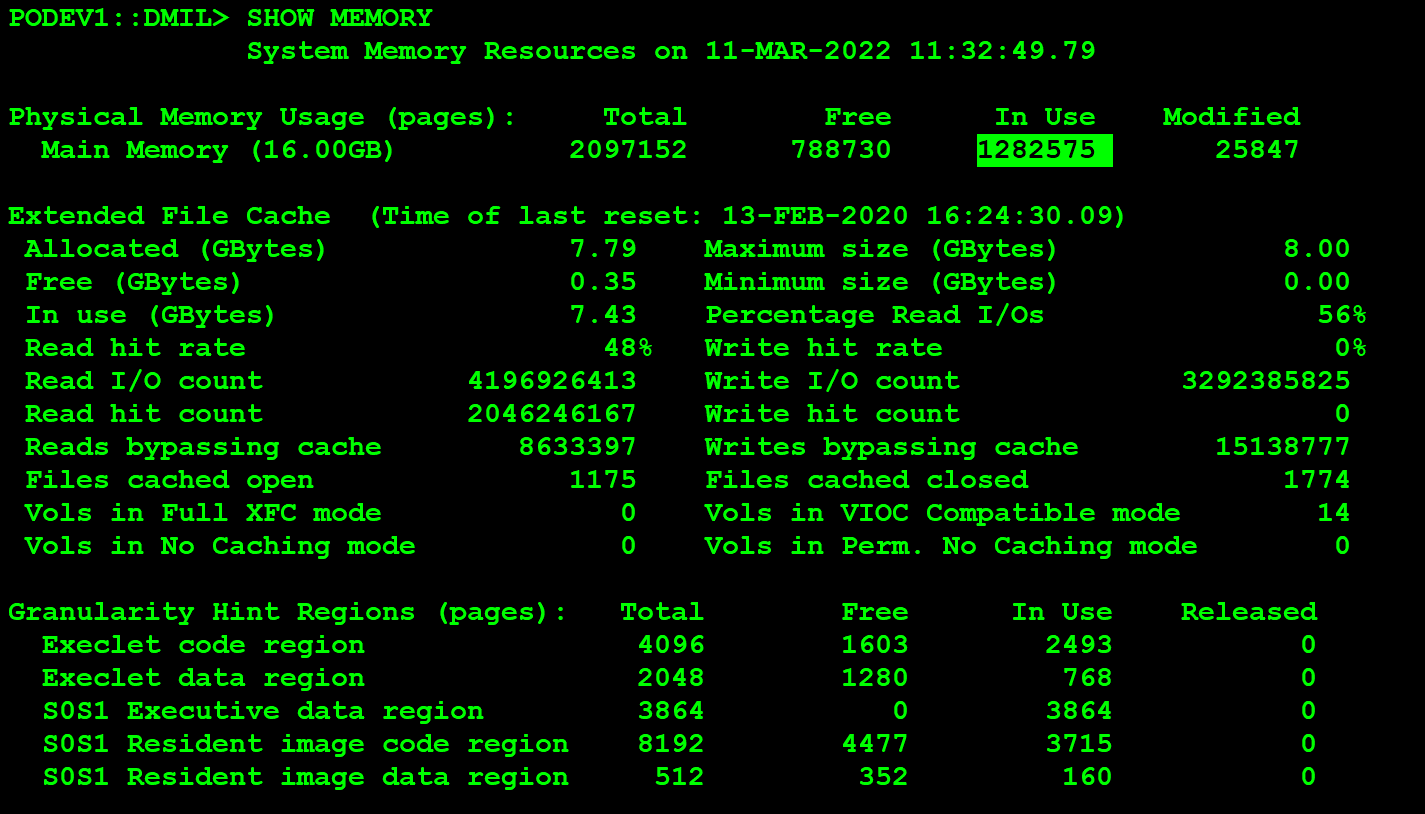 PODEV1::DMIL> SHOW MEMORY
System Memory Resources on 11-MAR-2022 11:32:49.79
Physical Memory Usage (pages): Total Free In Use Modified
Main Memory (16.00GB) 2097152 788730 1282575 25847
Extended File Cache (Time of last reset: 13-FEB-2020 16:24:30.09)
Allocated (GBytes) 7.79 Maximum size (GBytes) 8.00
Free (GBytes) 0.35 Minimum size (GBytes) 0.00
In use (GBytes) 7.43 Percentage Read I/Os 56%
Read hit rate 48% Write hit rate 0%
Read I/O count 4196926413 Write I/O count 3292385825
Read hit count 2046246167 Write hit count 0
Reads bypassing cache 8633397 Writes bypassing cache 15138777
Files cached open 1175 Files cached closed 1774
Vols in Full XFC mode 0 Vols in VIOC Compatible mode 14
Vols in No Caching mode 0 Vols in Perm. No Caching mode 0
Granularity Hint Regions (pages): Total Free In Use Released
Execlet code region 4096 1603 2493 0
Execlet data region 2048 1280 768 0
S0S1 Executive data region 3864 0 3864 0
S0S1 Resident image code region 8192 4477 3715 0
S0S1 Resident image data region 512 352 160 0